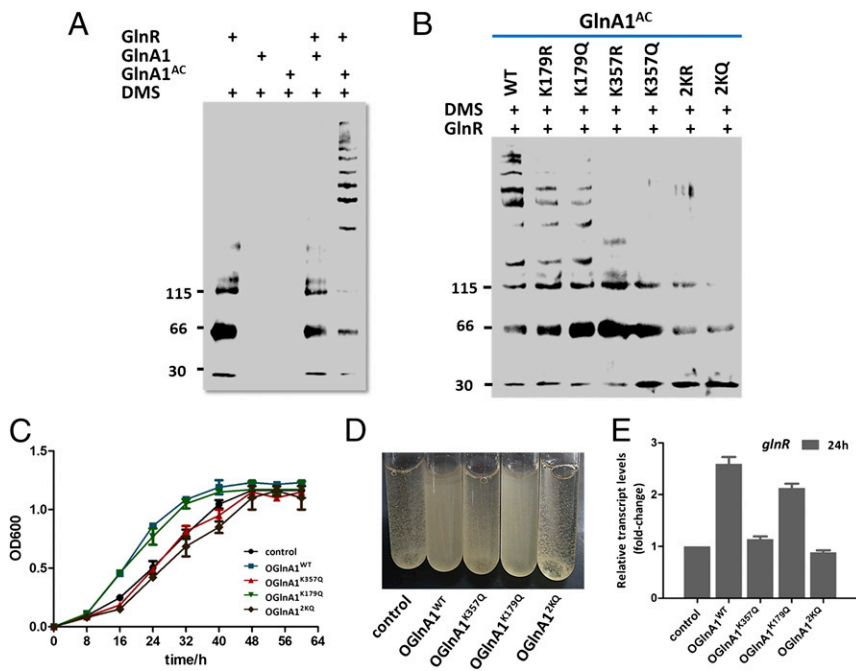 A
GlnR + + +
GlnA1 + +
GlnA1AC + +
DMS + + + + +
115
66
30
B
GlnA1AC
WT K179R K179Q K357R K357Q 2KR 2KQ
DMS + + + + + + +
GlnR + + + + + + +
115
66
30
C
OD600
1.5
1.0
0.5
0.0
0 8 16 24 32 40 48 56 64
time/h
control
OGlnA1WT
OGlnA1K357Q
OGlnA1K179Q
OGlnA12KQ
D
control OGlnA1WT OGlnA1K357Q OGlnA1K179Q OGlnA12KQ
E
Relative transcript levels
(fold-change)
glnR 24h
3
2
1
0
control OGlnA1WT OGlnA1K357Q OGlnA1K179Q OGlnA12KQ